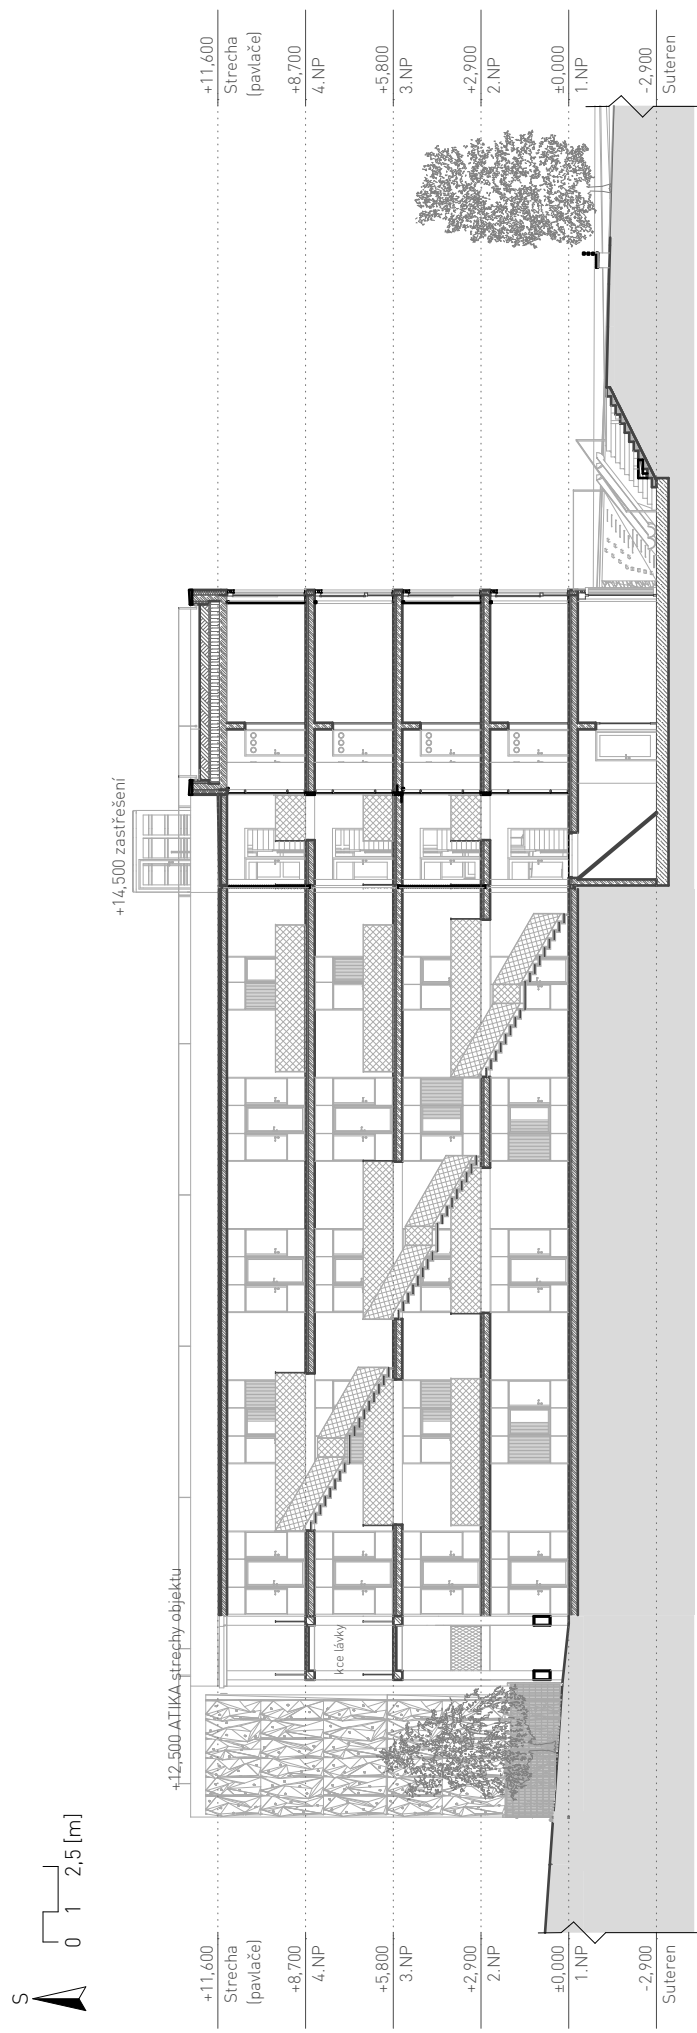 S
0 1 2,5 [m]
+11,600
Strecha
(pavlače)
+8,700
4.NP
+5,800
3.NP
+2,900
2.NP
±0,000
1.NP
-2,900
Suteren
+12,500 ATIKA strechy objektu
kce lávky
+14,500 zastřešení
+11,600
Strecha
(pavlače)
+8,700
4.NP
+5,800
3.NP
+2,900
2.NP
±0,000
1.NP
-2,900
Suteren